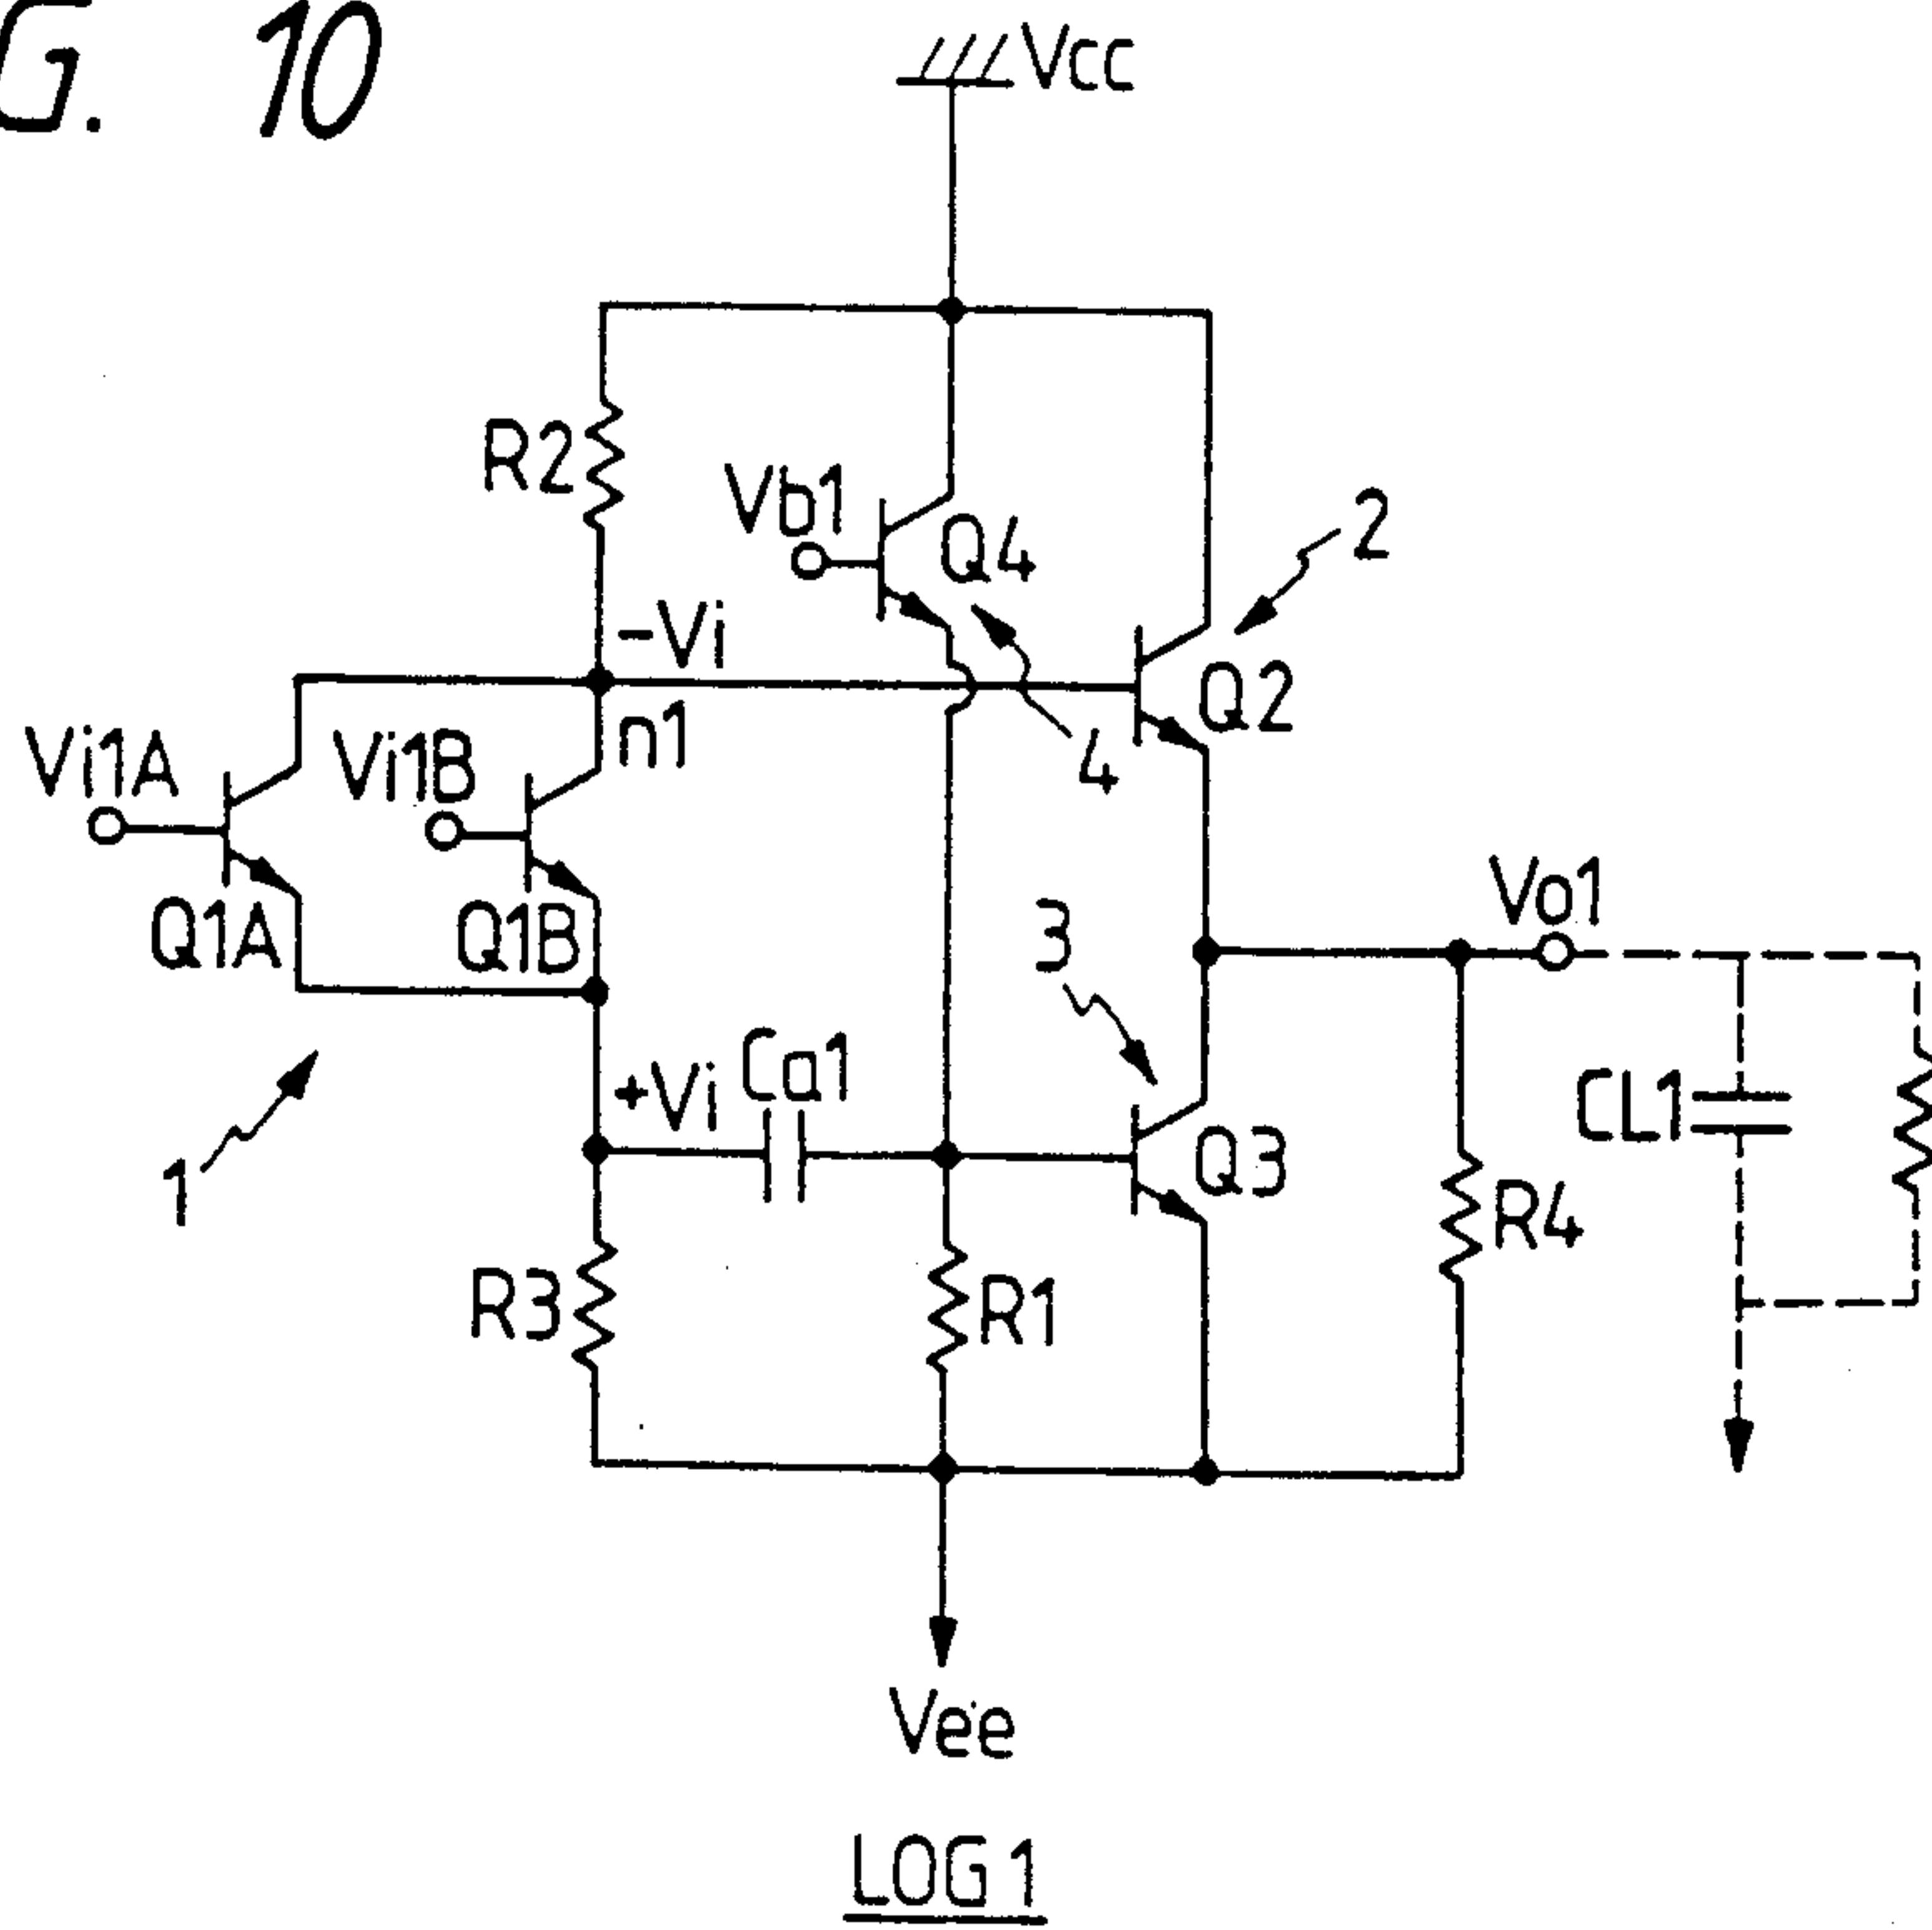 G. 10
Vcc
R2
Vb1
Q4
2
-Vi
Q2
n1
Vi1A
Vi1B
4
Q1A
Q1B
3
Vo1
+Vi
Ca1
CL1
1
Q3
R4
R3
R1
Vee
LOG1